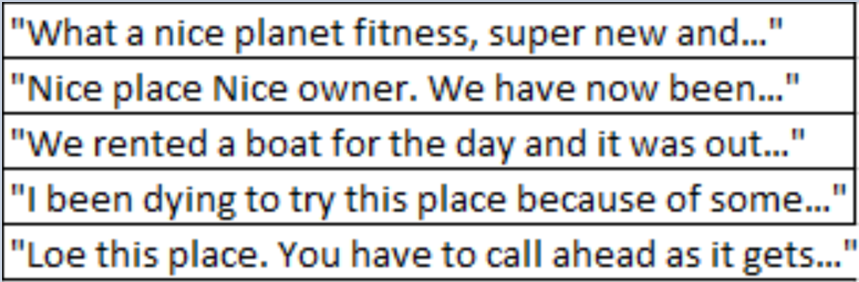 "What a nice planet fitness, super new and..."
"Nice place Nice owner. We have now been..."
"We rented a boat for the day and it was out..."
"I been dying to try this place because of some..."
"Loe this place. You have to call ahead as it gets..."